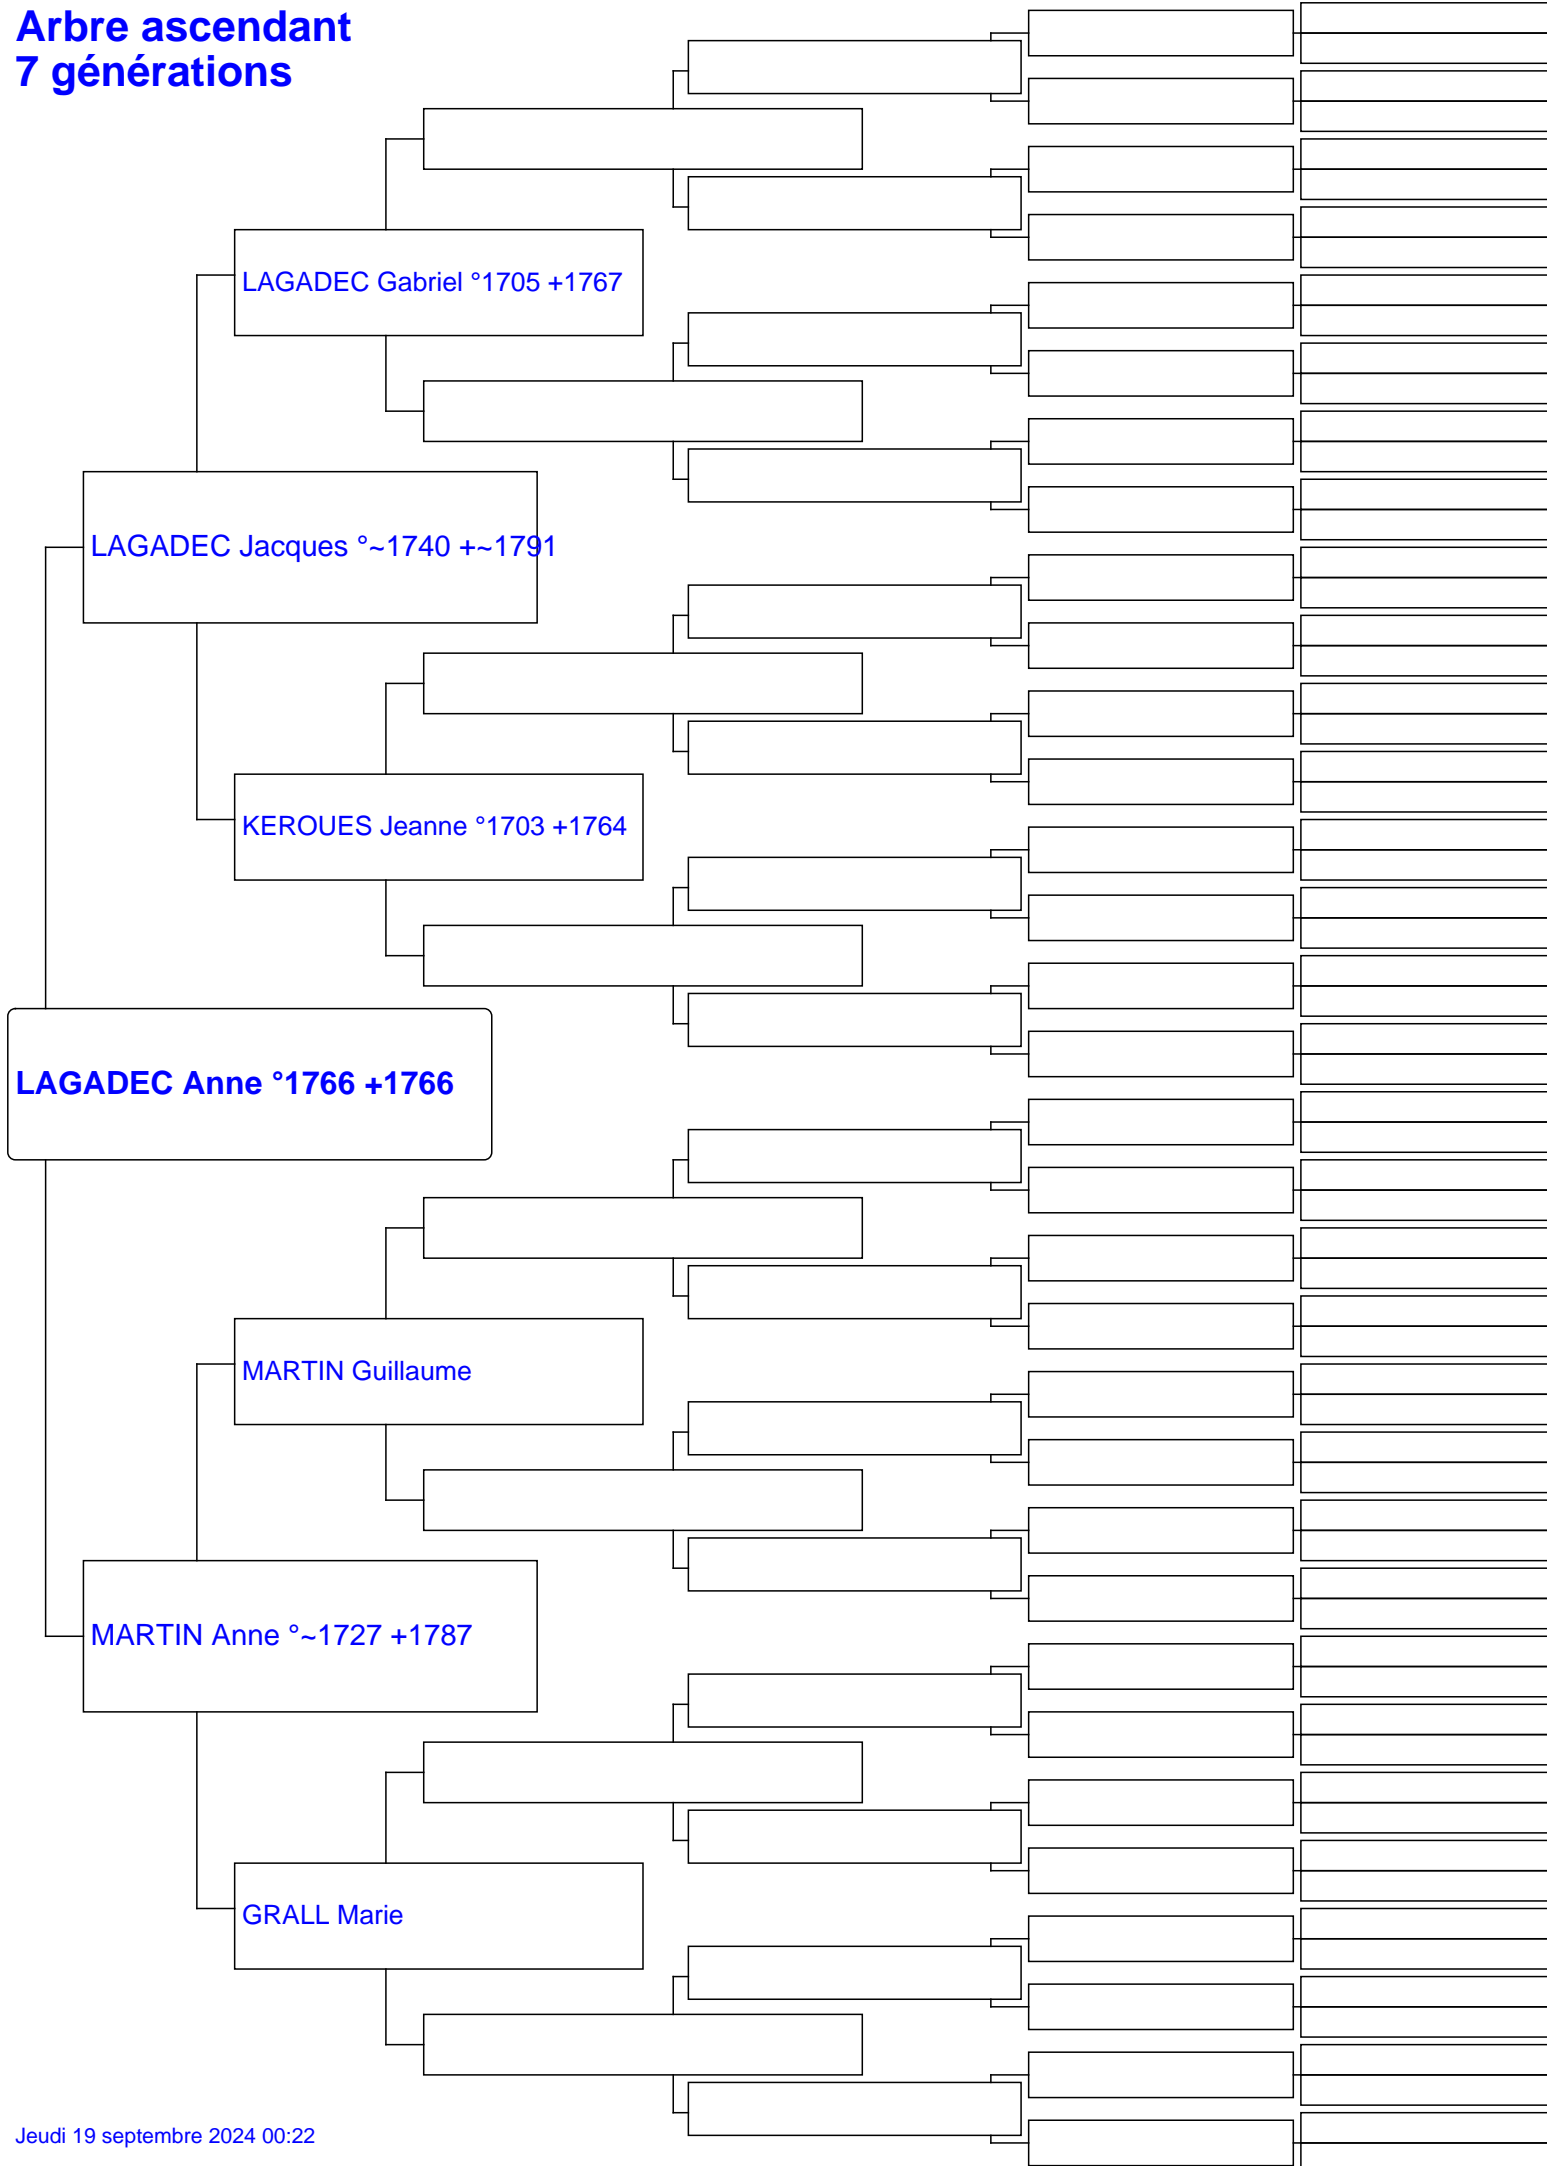 Arbre ascendant
7 générations
LAGADEC Gabriel °1705 +1767
LAGADEC Jacques °~1740 +~1791
KEROUES Jeanne °1703 +1764
LAGADEC Anne °1766 +1766
MARTIN Guillaume
MARTIN Anne °~1727 +1787
GRALL Marie
Jeudi 19 septembre 2024 00:22